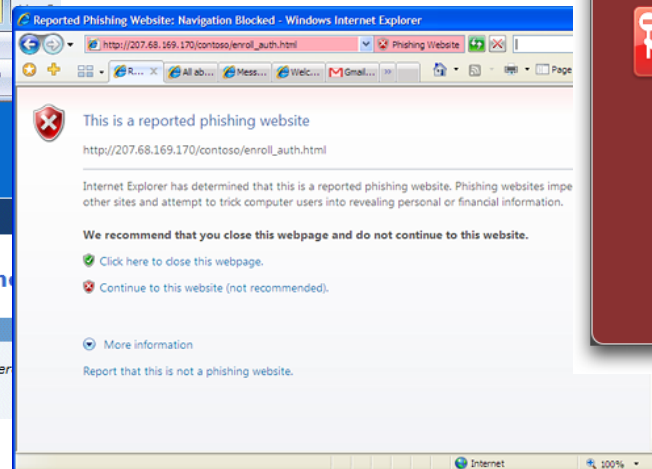 Reported Phishing Website: Navigation Blocked - Windows Internet Explorer
http://207.68.169.170/contoso/enrol_auth.html
Phishing Website
R...
All ab...
Mess...
Welc...
Gmail...
Page
This is a reported phishing website
http://207.68.169.170/contoso/enroll_auth.html
Internet Explorer has determined that this is a reported phishing website. Phishing websites impe
other sites and attempt to trick computer users into revealing personal or financial information.
We recommend that you close this webpage and do not continue to this website.
Click here to close this webpage.
Continue to this website (not recommended).
More information
Report that this is not a phishing website.
Internet
100%